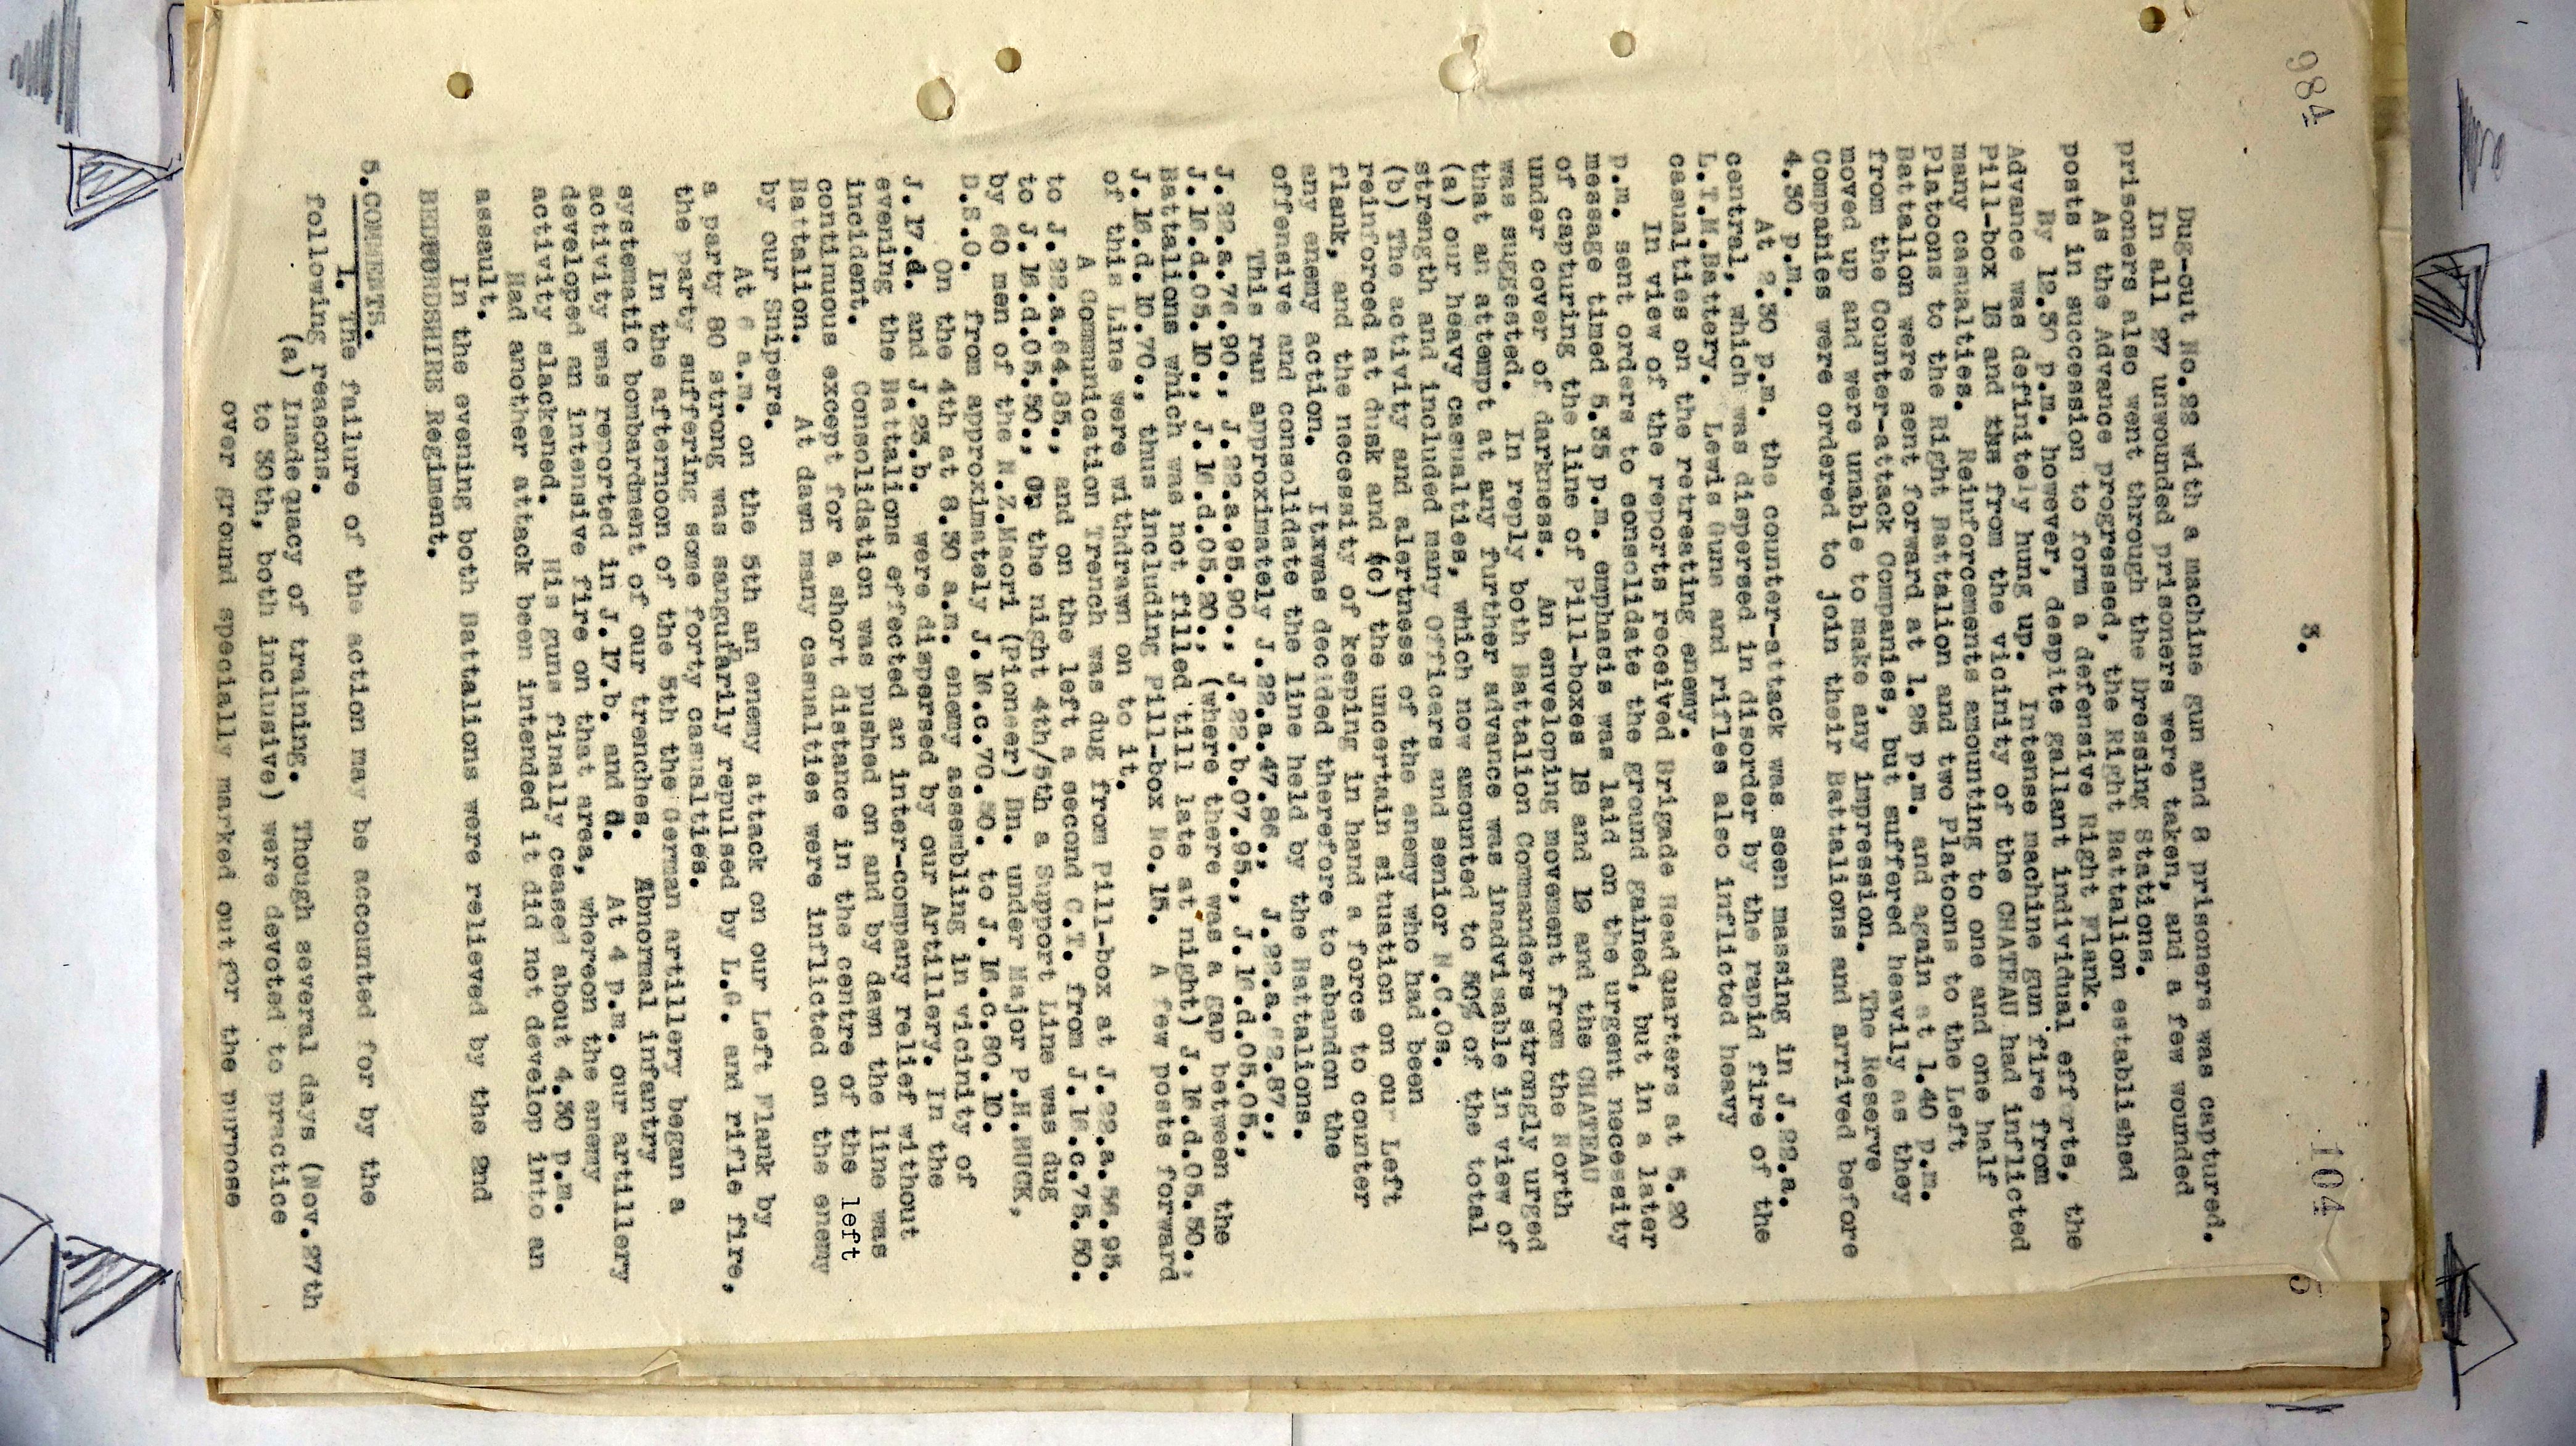 984
3.
104
5
Dug-out No.22 with a machine gun and 8 prisoners was captured.
In all 27 unwounded prisoners were taken, and a few wounded
prisoners also went through the Dressing Stations.
As the Advance progressed, the Right Battalion established
posts in succession to form a defensive Right Flank.
By 12.30 p.m. however, despite gallant individual efforts, the
Advance was definitely hung up. Intense machine gun fire from
Pill-box 18 and from the vicinity of the CHATEAU had inflicted
many casualties. Reinforcements amounting to one and one half
Platoons to the Right Battalion and two Platoons to the Left
Battalion were sent forward at 1.25 p.m. and again at 1.40 p.m.
from the Counter-attack Companies, but suffered heavily as they
moved up and were unable to make any impression. The Reserve
Companies were ordered to join their Battalions and arrived before
4.30 p.m.
At 2.30 p.m. the counter-attack was seen massing in J.22.a.
central, which was dispersed in disorder by the rapid fire of the
L.T.M.Battery. Lewis Guns and rifles also inflicted heavy
casualties on the retreating enemy.
In view of the reports received Brigade Headquarters at 5.20
p.m. sent orders to consolidate the ground gained, but in a later
message timed 5.35 p.m. emphasis was laid on the urgent necessity
of capturing the line of Pill-boxes 18 and 19 and the CHATEAU
under cover of darkness. An enveloping movement from the North
was suggested. In reply both Battalion Commanders strongly urged
that an attempt at any further advance was inadvisable in view of
(a) our heavy casualties, which now amounted to 50% of the total
strength and included many Officers and senior N.C.Os.
(b) The activity and alertness of the enemy who had been
reinforced at dusk and (c) the uncertain situation on our Left
flank, and the necessity of keeping in hand a force to counter
any enemy action. Itxwas decided therefore to abandon the
offensive and consolidate the line held by the Battalions.
This ran approximately J.22.a.47.86., J.22.a.62.87.,
J.22.a.76.90., J.22.a.95.90., J.22.b.07.95., J.16.d.05.05.,
J.16.d.05.10., J.16.d.05.20., (where there was a gap between the
Battalions which was not filled till late at night) J.16.d.05.50.,
J.16.d.10.70., thus including Pill-box No.15. A few posts forward
of this Line were withdrawn on to it.
A Communication Trench was dug from Pill-box at J.22.a.56.95.
to J.22.a.64.85., and on the left a second C.T. from J.16.c.75.50.
to J.16.d.05.50., On the night 4th/5th a Support Line was dug
by 60 men of the N.Z.Maori (Pioneer) Bn. under Major P.H.BUCK,
D.S.O. from approximately J.16.c.70.50. to J.16.c.80.10.
On the 4th at 8.30 a.m. enemy assembling in vicinity of
J.17.d. and J.23.b. were dispersed by our Artillery. In the
evening the Battalions effected an inter-company relief without
incident. Consolidation was pushed on and by dawn the line was
continuous except for a short distance in the centre of the left
Battalion. At dawn many casualties were inflicted on the enemy
by our Snipers.
At 6 a.m. on the 5th an enemy attack on our Left Flank by
a party 80 strong was sanguinarily repulsed by L.G. and rifle fire,
the party suffering some forty casualties.
In the afternoon of the 5th the German artillery began a
systematic bombardment of our trenches. Abnormal infantry
activity was reported in J.17.b. and d. At 4 p.m. our artillery
developed an intensive fire on that area, whereon the enemy
activity slackened. His guns finally ceased about 4.30 p.m.
Had another attack been intended it did not develop into an
assault.
In the evening both Battalions were relieved by the 2nd
BEDFORDSHIRE Regiment.
5.COMMENTS.
1. The failure of the action may be accounted for by the
following reasons.
(a) Inadequacy of training. Though several days (Nov.27th
to 30th, both inclusive) were devoted to practice
over ground specially marked out for the purpose